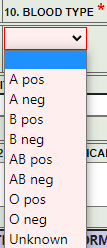 10. BLOOD TYPE *
A pos
A neg
B pos
B neg
AB pos
AB neg
O pos
O neg
Unknown